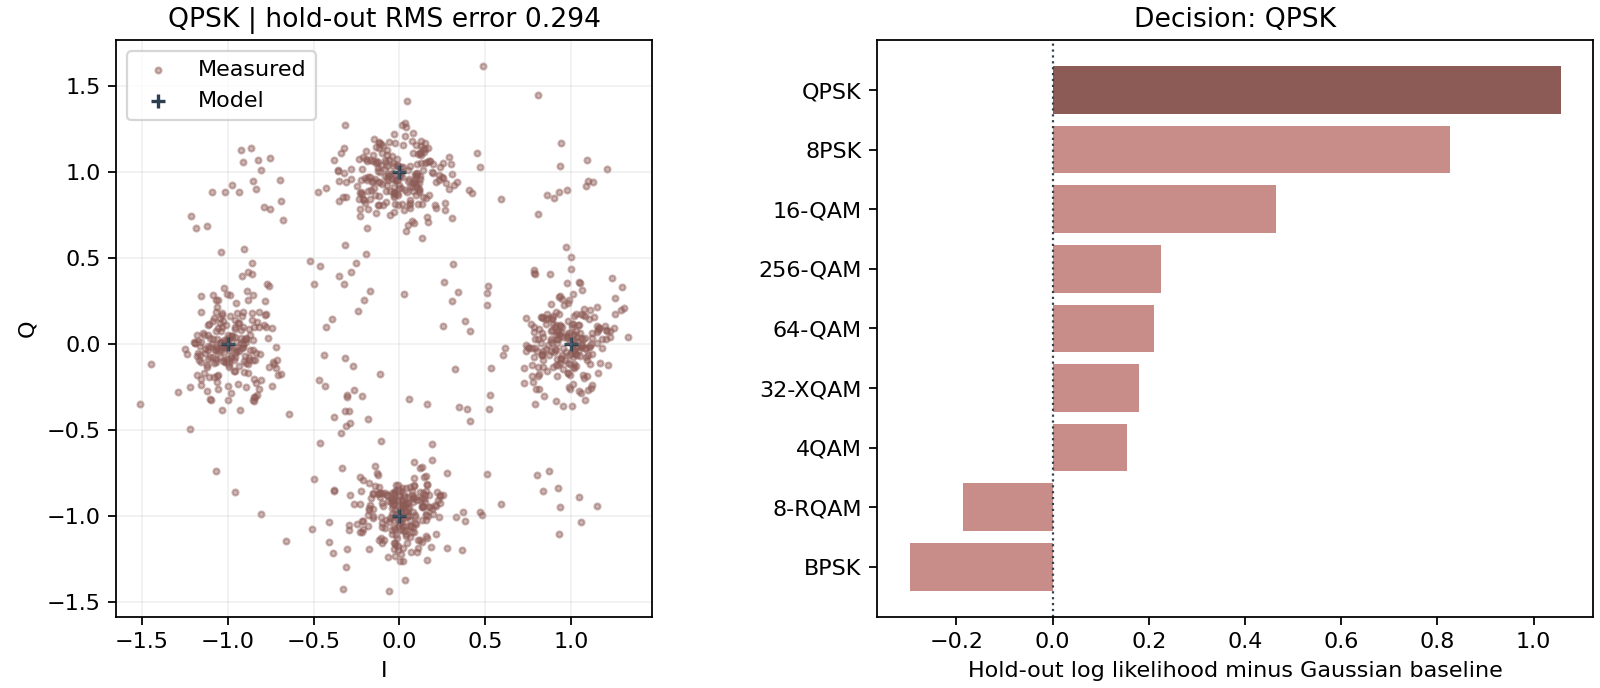 QPSK | hold-out RMS error 0.294
Measured
Model
1.5
1.0
0.5
0.0
−0.5
−1.0
−1.5
Q
−1.5 −1.0 −0.5 0.0 0.5 1.0
I
Decision: QPSK
QPSK
8PSK
16-QAM
256-QAM
64-QAM
32-XQAM
4QAM
8-RQAM
BPSK
−0.2 0.0 0.2 0.4 0.6 0.8 1.0
Hold-out log likelihood minus Gaussian baseline